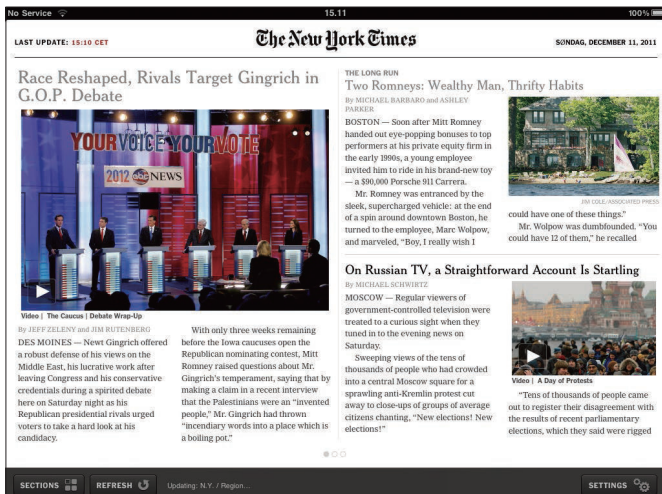 No Service 15.11 100%
LAST UPDATE: 15:10 CET
The New York Times
SØNDAG, DECEMBER 11, 2011
Race Reshaped, Rivals Target Gingrich in
G.O.P. Debate
YOUR VOICE YOUR VOTE
2012 abc NEWS
Video | The Caucus | Debate Wrap-Up
By JEFF ZELENY and JIM RUTENBERG
DES MOINES — Newt Gingrich offered
a robust defense of his views on the
Middle East, his lucrative work after
leaving Congress and his conservative
credentials during a spirited debate
here on Saturday night as his
Republican presidential rivals urged
voters to take a hard look at his
candidacy.
With only three weeks remaining
before the Iowa caucuses open the
Republican nominating contest, Mitt
Romney raised questions about Mr.
Gingrich's temperament, saying that by
making a claim in a recent interview
that the Palestinians were an "invented
people," Mr. Gingrich had thrown
"incendiary words into a place which is
a boiling pot."
THE LONG RUN
Two Romneys: Wealthy Man, Thrifty Habits
By MICHAEL BARBARO and ASHLEY
PARKER
BOSTON — Soon after Mitt Romney
handed out eye-popping bonuses to top
performers at his private equity firm in
the early 1990s, a young employee
invited him to ride in his brand-new toy
— a $90,000 Porsche 911 Carrera.
Mr. Romney was entranced by the
sleek, supercharged vehicle: at the end
of a spin around downtown Boston, he
turned to the employee, Marc Wolpow,
and marveled, "Boy, I really wish I
JIM COLE/ASSOCIATED PRESS
could have one of these things."
Mr. Wolpow was dumbfounded. "You
could have 12 of them," he recalled
On Russian TV, a Straightforward Account Is Startling
By MICHAEL SCHWIRTZ
MOSCOW — Regular viewers of
government-controlled television were
treated to a curious sight when they
tuned in to the evening news on
Saturday.
Sweeping views of the tens of
thousands of people who had crowded
into a central Moscow square for a
sprawling anti-Kremlin protest cut
away to close-ups of groups of average
citizens chanting, "New elections! New
elections!"
Video | A Day of Protests
"Tens of thousands of people came
out to register their disagreement with
the results of recent parliamentary
elections, which they said were rigged
SECTIONS REFRESH Updating: N.Y. / Region... SETTINGS